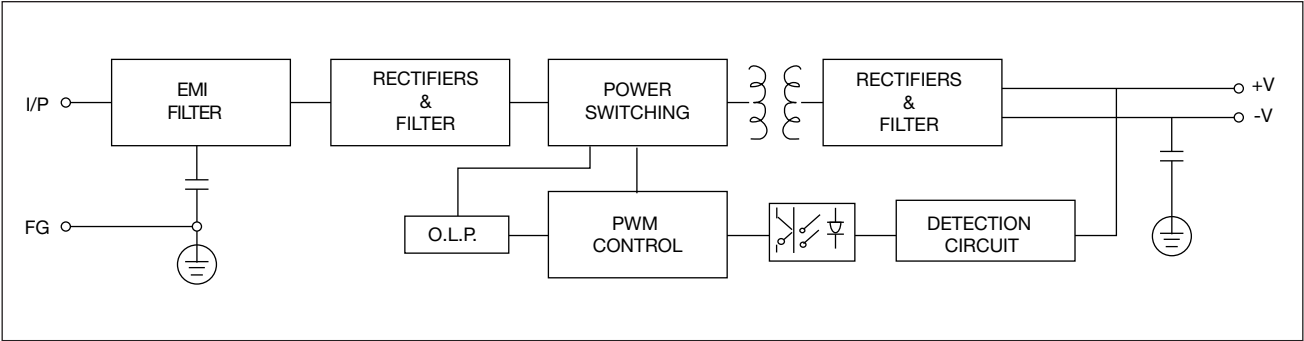 I/P
EMI
FILTER
RECTIFIERS
&
FILTER
POWER
SWITCHING
RECTIFIERS
&
FILTER
+V
-V
FG
O.L.P.
PWM
CONTROL
DETECTION
CIRCUIT